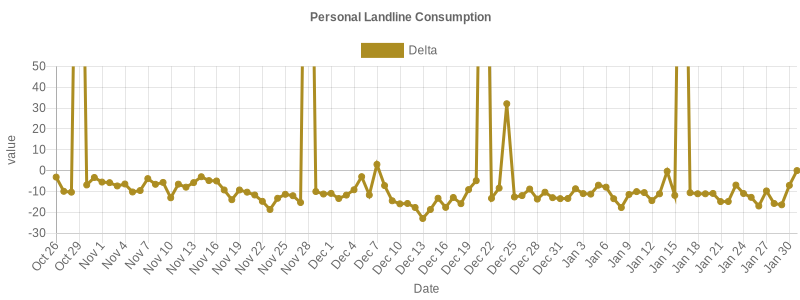 Personal Landline Consumption
Delta
50
40
30
20
10
0
-10
-20
-30
value
Oct 26
Oct 29
Nov 1
Nov 4
Nov 7
Nov 10
Nov 13
Nov 16
Nov 19
Nov 22
Nov 25
Nov 28
Dec 1
Dec 4
Dec 7
Dec 10
Dec 13
Dec 16
Dec 19
Dec 22
Dec 25
Dec 28
Dec 31
Jan 3
Jan 6
Jan 9
Jan 12
Jan 15
Jan 18
Jan 21
Jan 24
Jan 27
Jan 30
Date